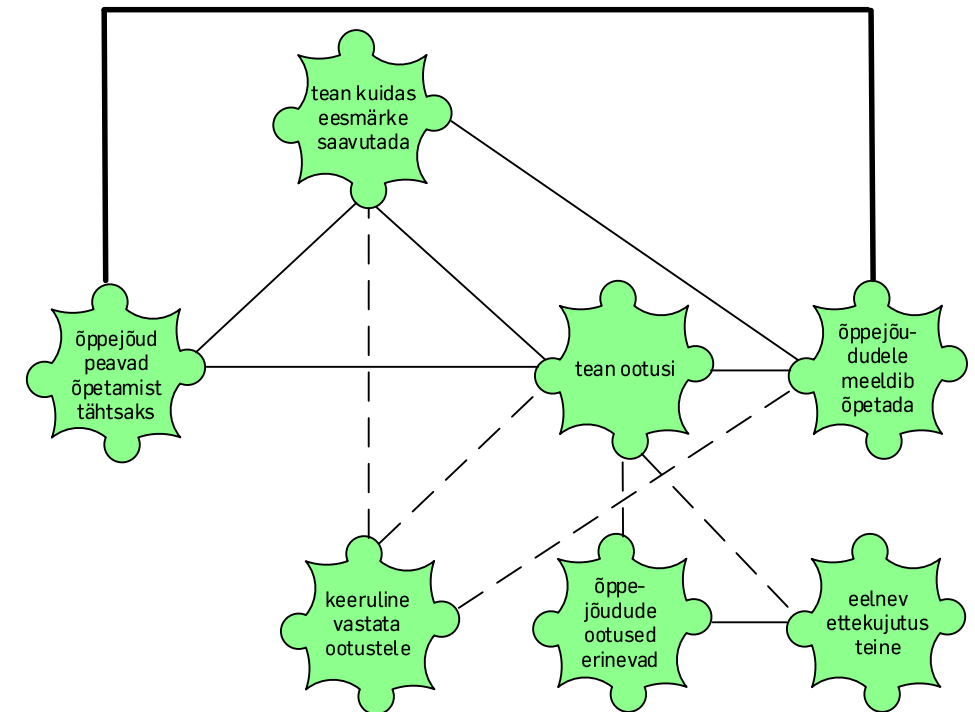 tean kuidas
eesmärke
saavutada
õppejõud
peavad
õpetamist
tähtsaks
tean ootusi
õppejõu-
dudele
meeldib
õpetada
keeruline
vastata
ootustele
õppe-
jõudude
ootused
erinevad
eelnev
ettekujutus
teine